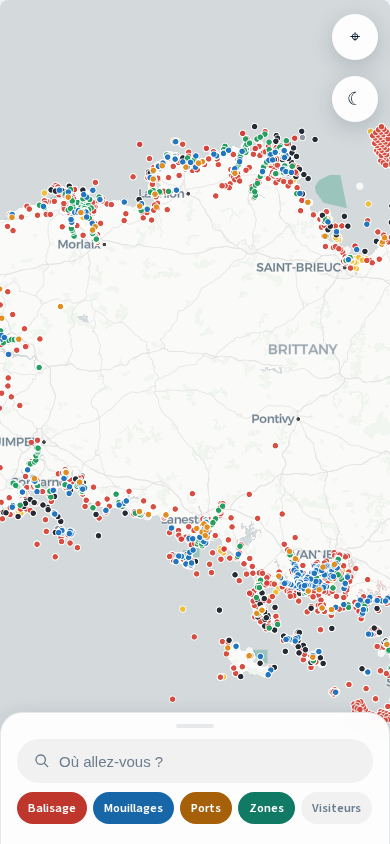 Morlaix
SAINT-BRIEUC
BRITTANY
Pontivy
Où allez-vous ?
Balisage
Mouillages
Ports
Zones
Visiteurs